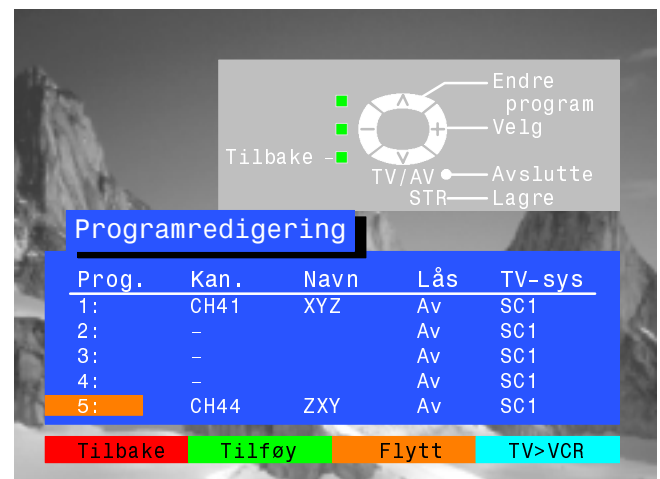 Endre
program
Velg
Tilbake –
TV/AV Avslutte
STR Lagre
Programredigering
Prog. Kan. Navn Lås TV–sys
1: CH41 XYZ Av SC1
2: – Av SC1
3: – Av SC1
4: – Av SC1
5: CH44 ZXY Av SC1
Tilbake Tilføy Flytt TV>VCR